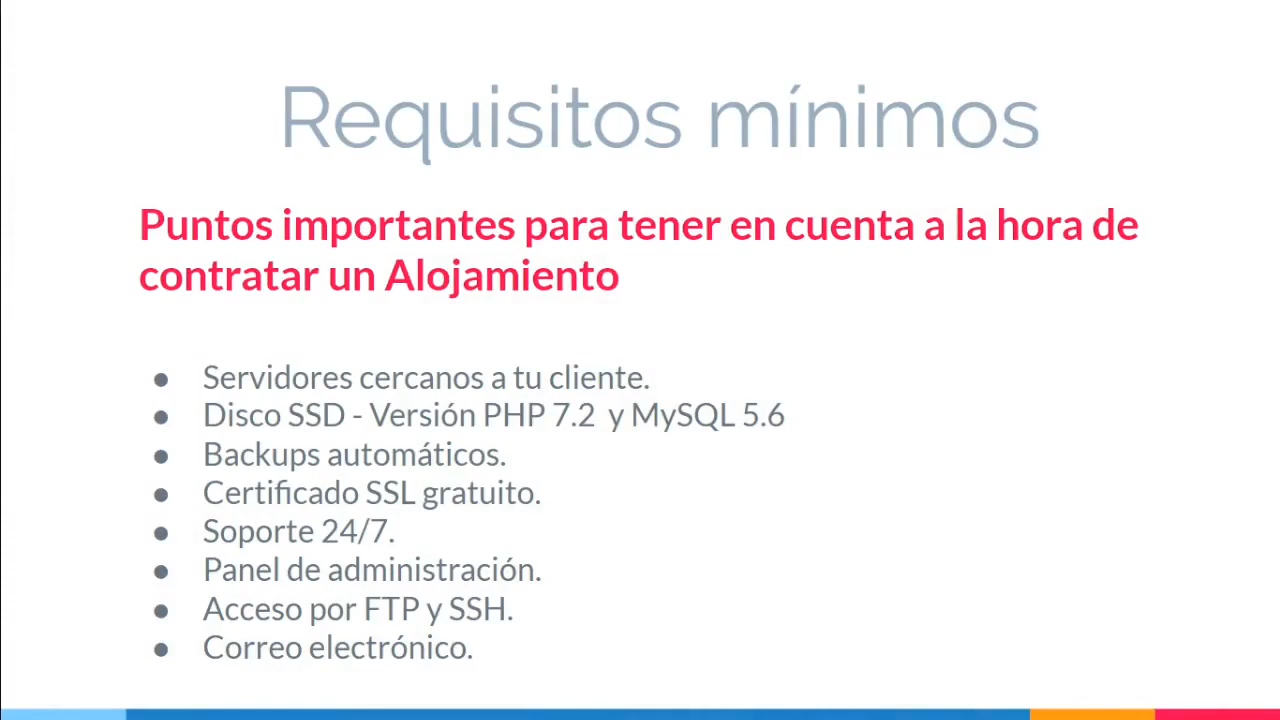 Requisitos mínimos
Puntos importantes para tener en cuenta a la hora de
contratar un Alojamiento
● Servidores cercanos a tu cliente.
● Disco SSD - Versión PHP 7.2 y MySQL 5.6
● Backups automáticos.
● Certificado SSL gratuito.
● Soporte 24/7.
● Panel de administración.
● Acceso por FTP y SSH.
● Correo electrónico.